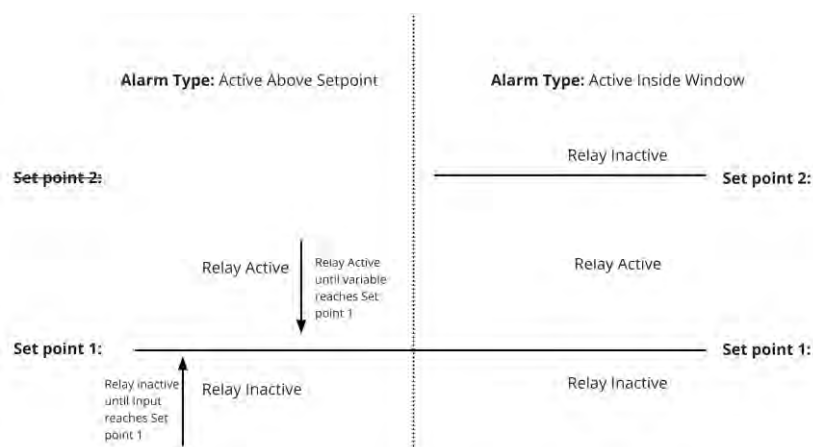 Alarm Type: Active Above Setpoint
Alarm Type: Active Inside Window
Relay Inactive
Set point 2:
Set point 2:
Relay Active
Relay Active
until variable
reaches Set
point 1
Relay Active
Set point 1:
Set point 1:
Relay inactive
until Input
reaches Set
point 1
Relay Inactive
Relay Inactive